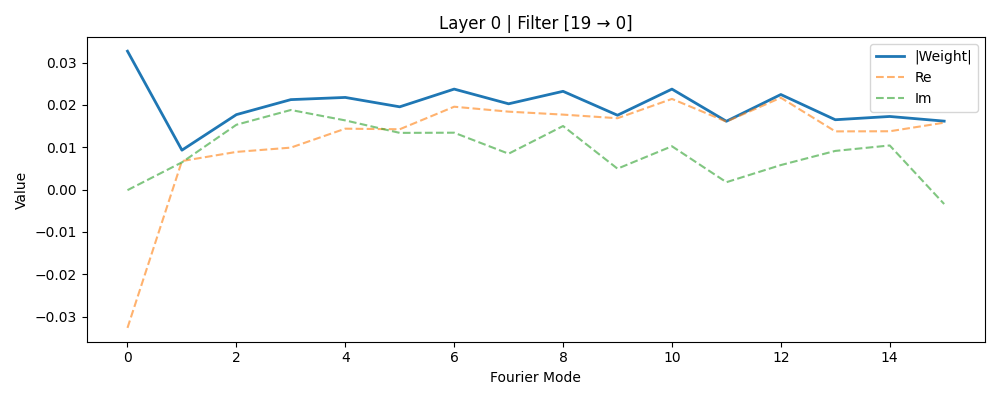 Layer 0 | Filter [19 → 0]
|Weight|
Re
Im
Value
0.03
0.02
0.01
0.00
−0.01
−0.02
−0.03
0 2 4 6 8 10 12 14
Fourier Mode